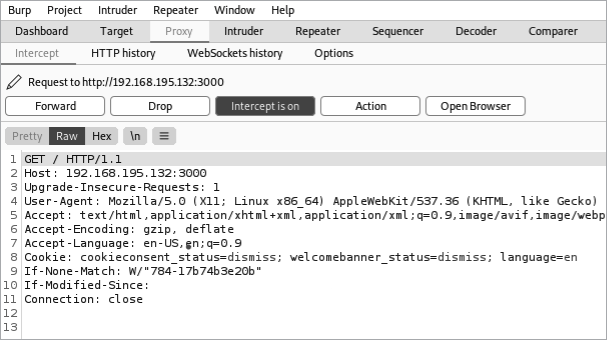 Burp Project Intruder Repeater Window Help
Dashboard Target Proxy Intruder Repeater Sequencer Decoder Comparer
Intercept HTTP history WebSockets history Options
Request to http://192.168.195.132:3000
Forward Drop Intercept is on Action Open Browser
Pretty Raw Hex \n
1 GET / HTTP/1.1
2 Host: 192.168.195.132:3000
3 Upgrade-Insecure-Requests: 1
4 User-Agent: Mozilla/5.0 (X11; Linux x86_64) AppleWebKit/537.36 (KHTML, like Gecko)
5 Accept: text/html,application/xhtml+xml,application/xml;q=0.9,image/avif,image/webp
6 Accept-Encoding: gzip, deflate
7 Accept-Language: en-US,en;q=0.9
8 Cookie: cookieconsent_status=dismiss; welcomebanner_status=dismiss; language=en
9 If-None-Match: W/"784-17b74b3e20b"
10 If-Modified-Since:
11 Connection: close
12
13